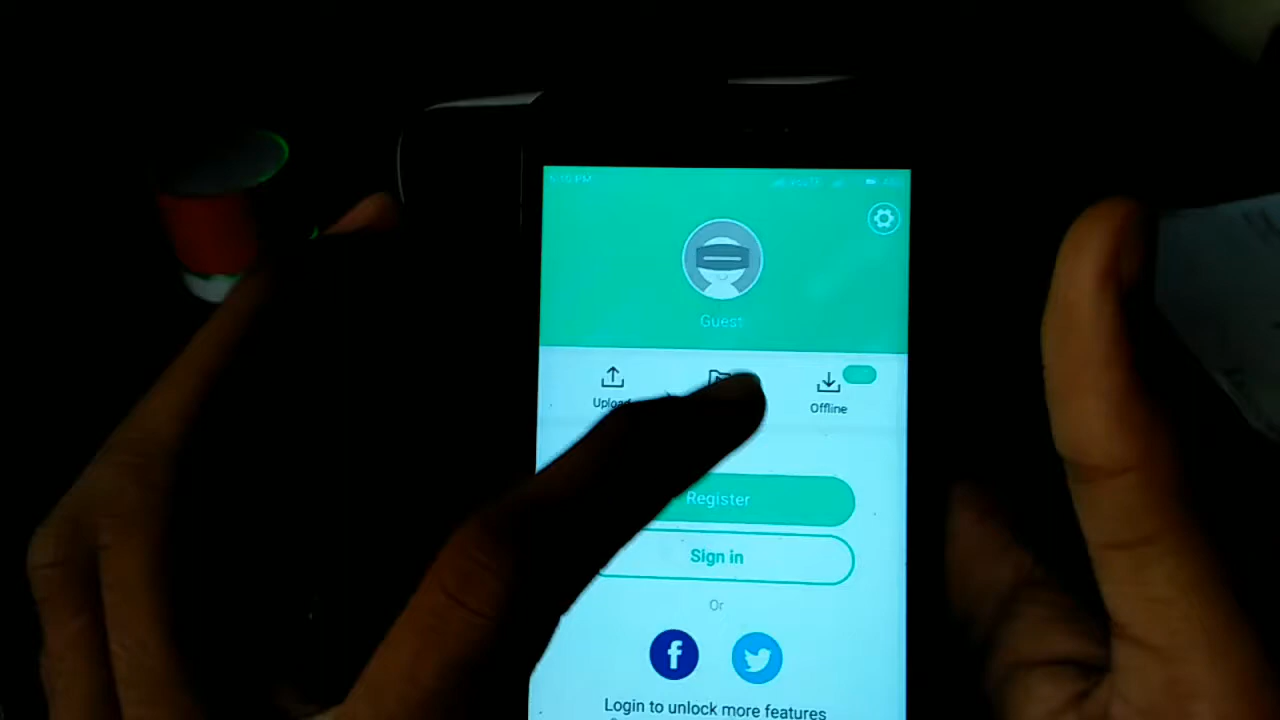 Guest
Offline
Register
Sign in
Or
f
Login to unlock more features